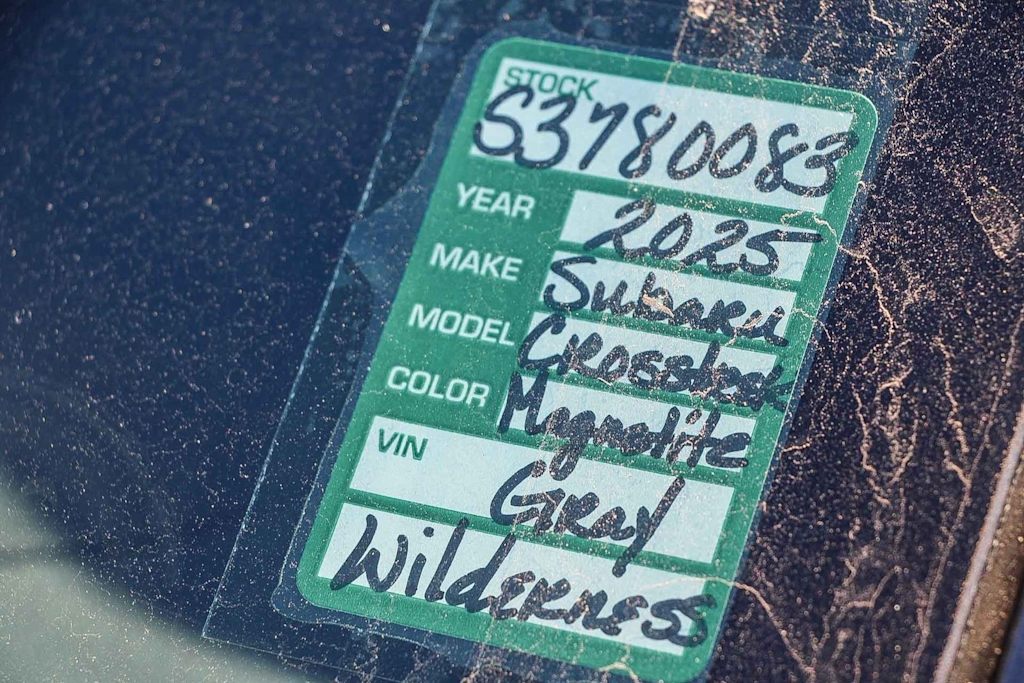 STOCK
S3780083
YEAR 2025
MAKE Subaru
MODEL Crosstrek
COLOR Magnetite
VIN
Gray
Wilderness